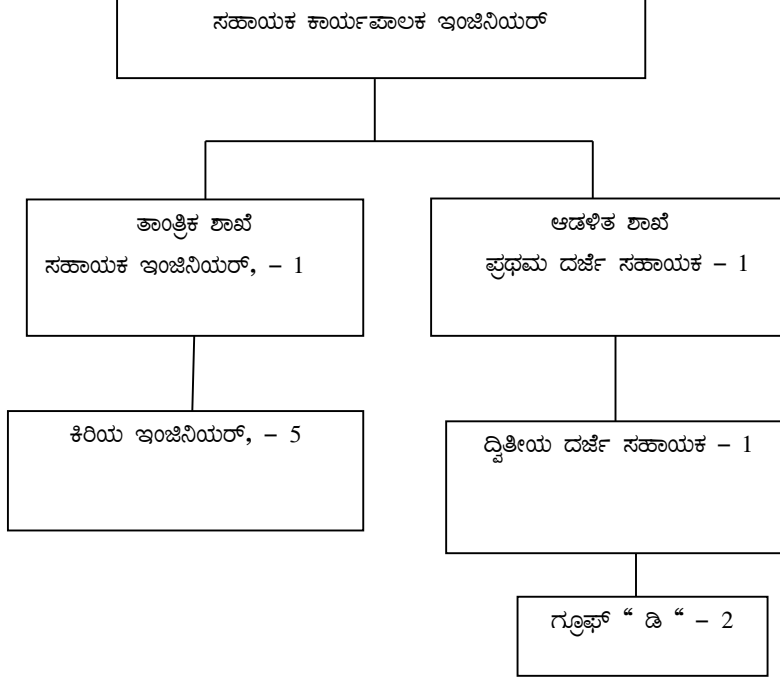 ಸಹಾಯಕ ಕಾರ್ಯಪಾಲಕ ಇಂಜಿನಿಯರ್
ತಾಂತ್ರಿಕ ಶಾಖೆ
ಸಹಾಯಕ ಇಂಜಿನಿಯರ್, – 1
ಆಡಳಿತ ಶಾಖೆ
ಪ್ರಥಮ ದರ್ಜೆ ಸಹಾಯಕ – 1
ಕಿರಿಯ ಇಂಜಿನಿಯರ್, – 5
ದ್ವಿತೀಯ ದರ್ಜೆ ಸಹಾಯಕ – 1
ಗ್ರೂಫ್ “ ಡಿ “ – 2